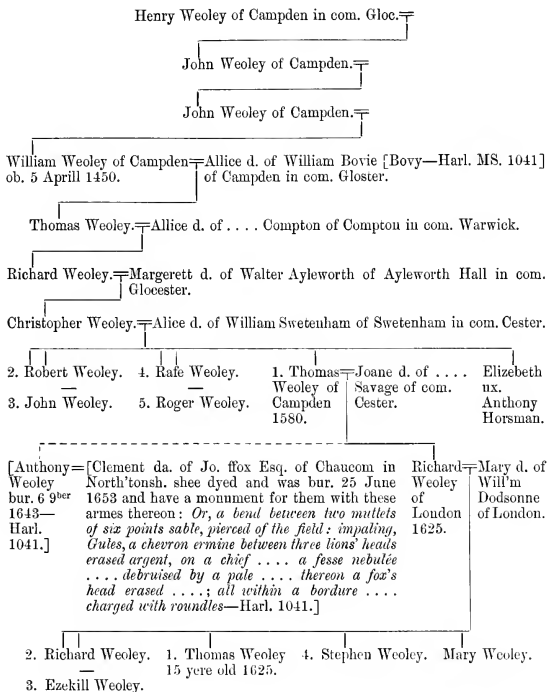 Henry Weoley of Campden in com. Gloc.
John Weoley of Campden.
John Weoley of Campden.
William Weoley of Campden Allice d. of William Bovie [Bovy—Harl. MS. 1041]
ob. 5 Aprill 1450. of Campden in com. Gloster.
Thomas Weoley. Allice d. of . . . . Compton of Compton in com. Warwick.
Richard Weoley. Margerett d. of Walter Ayleworth of Ayleworth Hall in com.
Glocester.
Christopher Weoley. Alice d. of William Swetenham of Swetenham in com. Cester.
2. Robert Weoley.
—
3. John Weoley.
4. Rafe Weoley.
—
5. Roger Weoley.
1. Thomas
Weoley of
Campden
1580.
Joane d. of . . . .
Savage of com.
Cester.
Elizebeth
ux.
Anthony
Horsman.
[Anthony
Weoley
bur. 6 9ber
1643—
Harl.
1041.]
[Clement da. of Jo. ffox Esq. of Chaucom in
North'tonsh. shee dyed and was bur. 25 June
1653 and have a monument for them with these
armes thereon: Or, a bend between two mullets
of six points sable, pierced of the field: impaling,
Gules, a chevron ermine between three lions' heads
erased argent, on a chief . . . . a fesse nebulée
. . . . debruised by a pale . . . . thereon a fox's
head erased . . . .; all within a bordure . . . .
charged with roundles—Harl. 1041.]
Richard
Weoley
of
London
1625.
Mary d. of
Will'm
Dodsonne
of London.
2. Richard Weoley.
—
3. Ezekill Weoley.
1. Thomas Weoley
15 yere old 1625.
4. Stephen Weoley.
Mary Weoley.